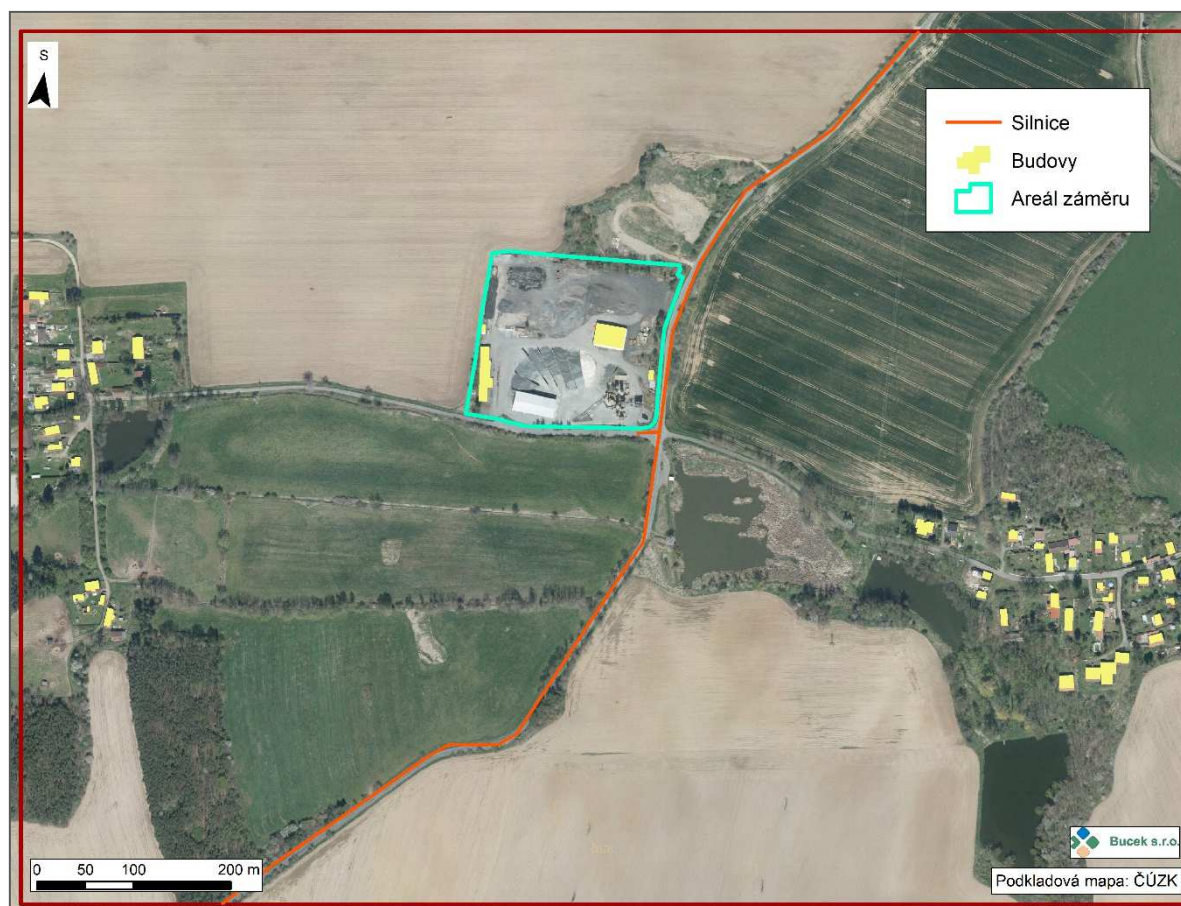 S
Silnice
Budovy
Areál záměru
0 50 100 200 m
Bucek s.r.o.
Podkladová mapa: ČÚZK